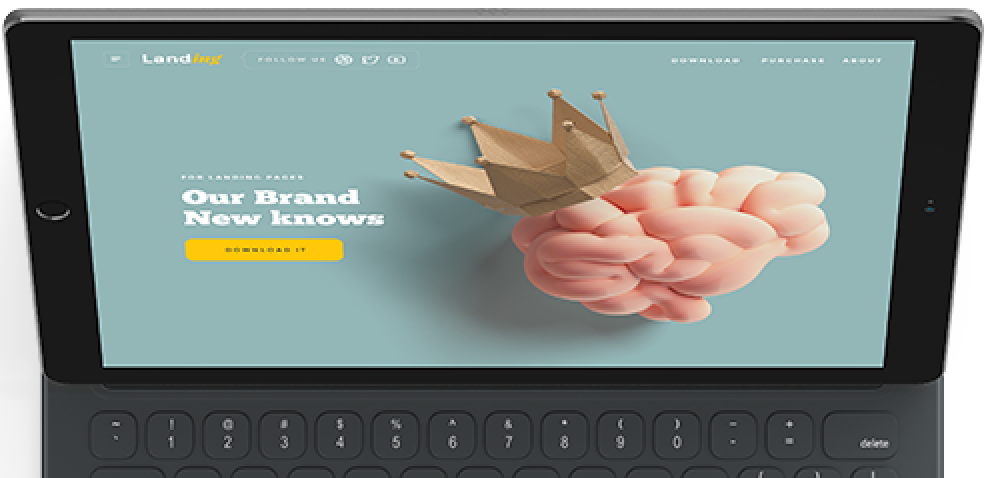 Landing
FOLLOW US
DOWNLOAD PURCHASE ABOUT
FOR LANDING PAGES
Our Brand
New knows
DOWNLOAD IT
~ ! @ # $ % ^ & * ( ) - +
` 1 2 3 4 5 6 7 8 9 0 - = delete